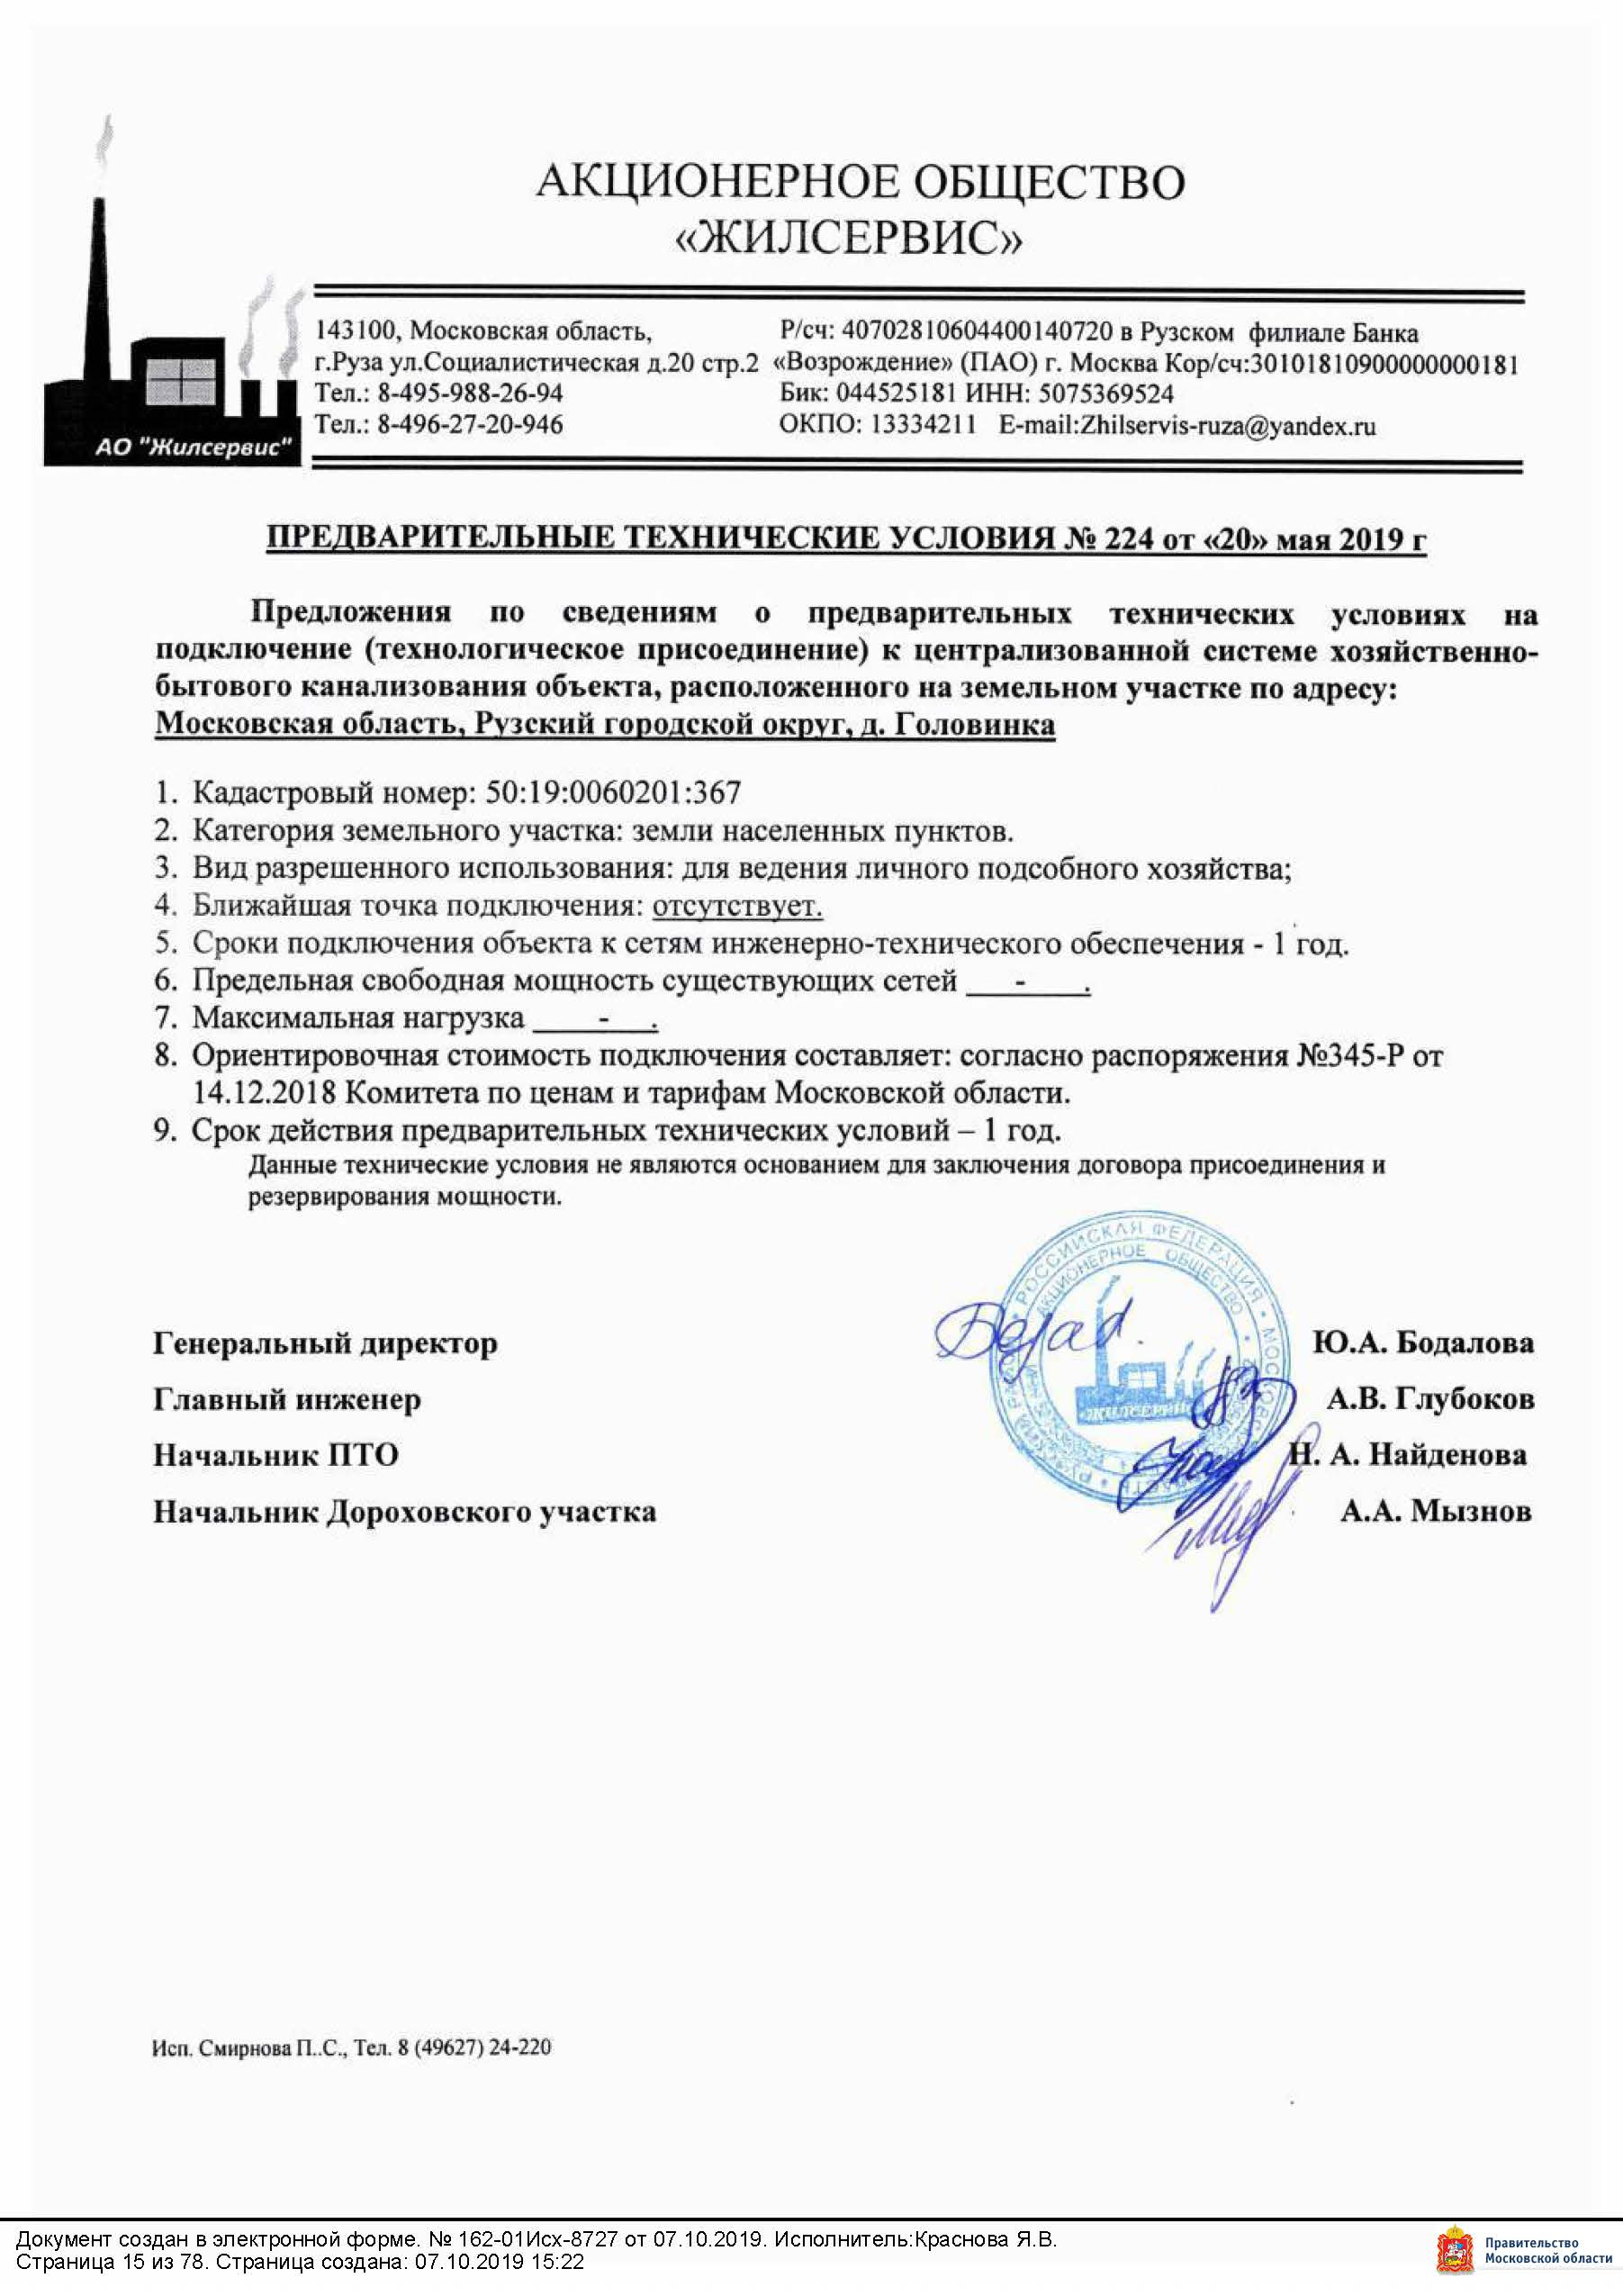 АКЦИОНЕРНОЕ ОБЩЕСТВО
«ЖИЛСЕРВИС»
АО "Жилсервис"
143100, Московская область,
г.Руза ул.Социалистическая д.20 стр.2
Тел.: 8-495-988-26-94
Тел.: 8-496-27-20-946
Р/сч: 40702810604400140720 в Рузском филиале Банка
«Возрождение» (ПАО) г. Москва Кор/сч:30101810900000000181
Бик: 044525181 ИНН: 5075369524
ОКПО: 13334211 E-mail:Zhilservis-ruza@yandex.ru
ПРЕДВАРИТЕЛЬНЫЕ ТЕХНИЧЕСКИЕ УСЛОВИЯ № 224 от «20» мая 2019 г
Предложения по сведениям о предварительных технических условиях на
подключение (технологическое присоединение) к централизованной системе хозяйственно-
бытового канализования объекта, расположенного на земельном участке по адресу:
Московская область, Рузский городской округ, д. Головинка
1. Кадастровый номер: 50:19:0060201:367
2. Категория земельного участка: земли населенных пунктов.
3. Вид разрешенного использования: для ведения личного подсобного хозяйства;
4. Ближайшая точка подключения: отсутствует.
5. Сроки подключения объекта к сетям инженерно-технического обеспечения - 1 год.
6. Предельная свободная мощность существующих сетей ___-____.
7. Максимальная нагрузка ____-___.
8. Ориентировочная стоимость подключения составляет: согласно распоряжения №345-Р от
14.12.2018 Комитета по ценам и тарифам Московской области.
9. Срок действия предварительных технических условий – 1 год.
Данные технические условия не являются основанием для заключения договора присоединения и
резервирования мощности.
РОССИЙСКАЯ ФЕДЕРАЦИЯ • МОСКОВСКАЯ ОБЛАСТЬ
АКЦИОНЕРНОЕ ОБЩЕСТВО
«ЖИЛСЕРВИС»
Генеральный директор Ю.А. Бодалова
Главный инженер А.В. Глубоков
Начальник ПТО Н. А. Найденова
Начальник Дороховского участка А.А. Мызнов
Исп. Смирнова П..С., Тел. 8 (49627) 24-220
Документ создан в электронной форме. № 162-01Исх-8727 от 07.10.2019. Исполнитель:Краснова Я.В.
Страница 15 из 78. Страница создана: 07.10.2019 15:22
Правительство
Московской области